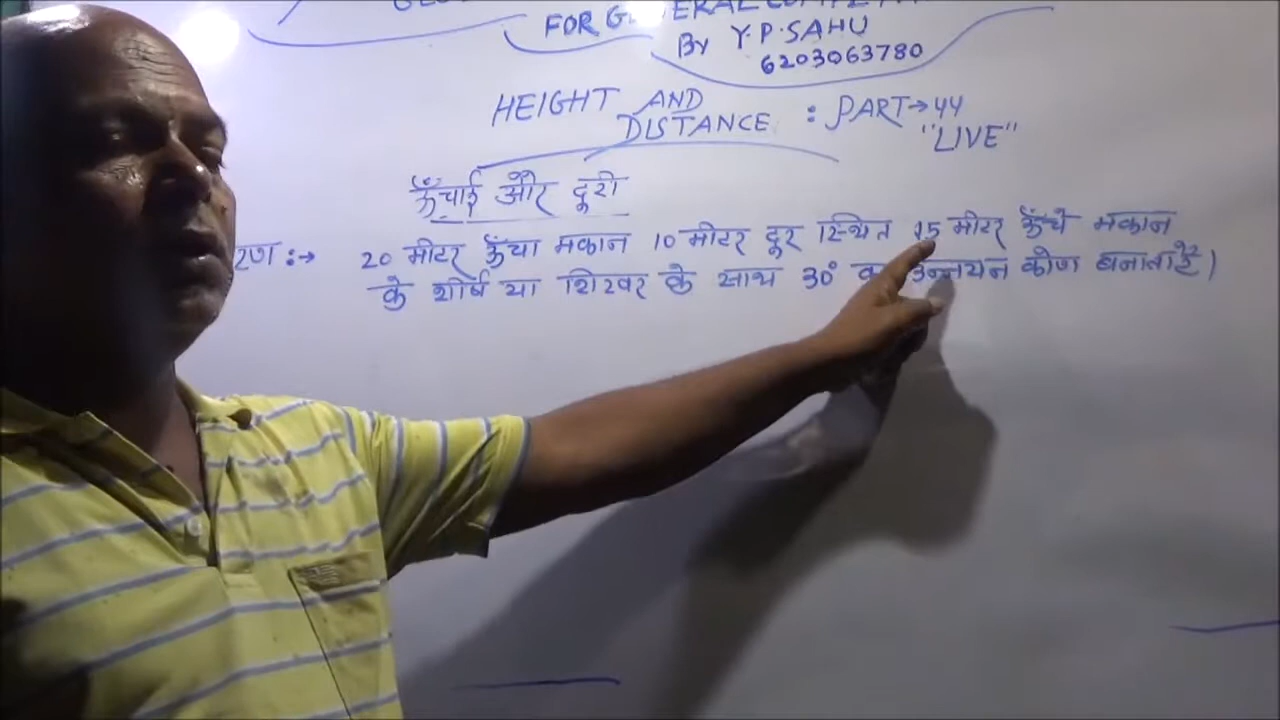 FOR GENERAL
By Y.P.SAHU
6203063780
HEIGHT AND
DISTANCE : PART→44
"LIVE"
ऊँचाई और दूरी
रण :→ 20 मीटर ऊँचा मकान 10 मीटर दूर स्थित 15 मीटर ऊँचे मकान
के शीर्ष या शिखर के साथ 30° का उन्नयन कोण बनाता है।